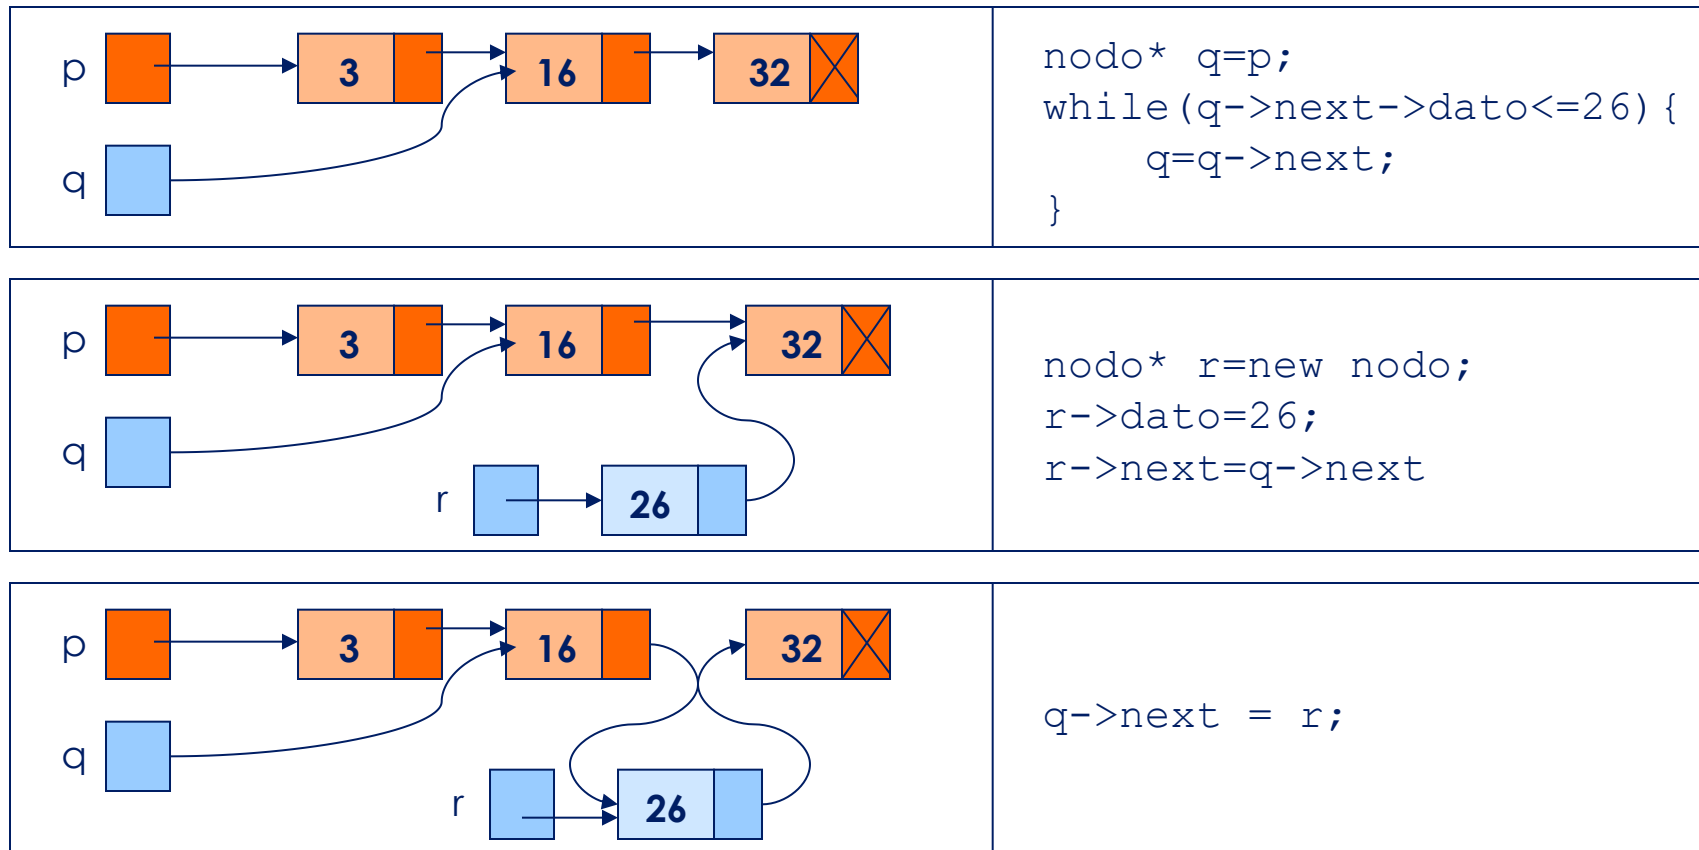 p 3 16 32
q
nodo* q=p;
while(q->next->dato<=26){
q=q->next;
}
p 3 16 32
q
r 26
nodo* r=new nodo;
r->dato=26;
r->next=q->next
p 3 16 32
q
r 26
q->next = r;